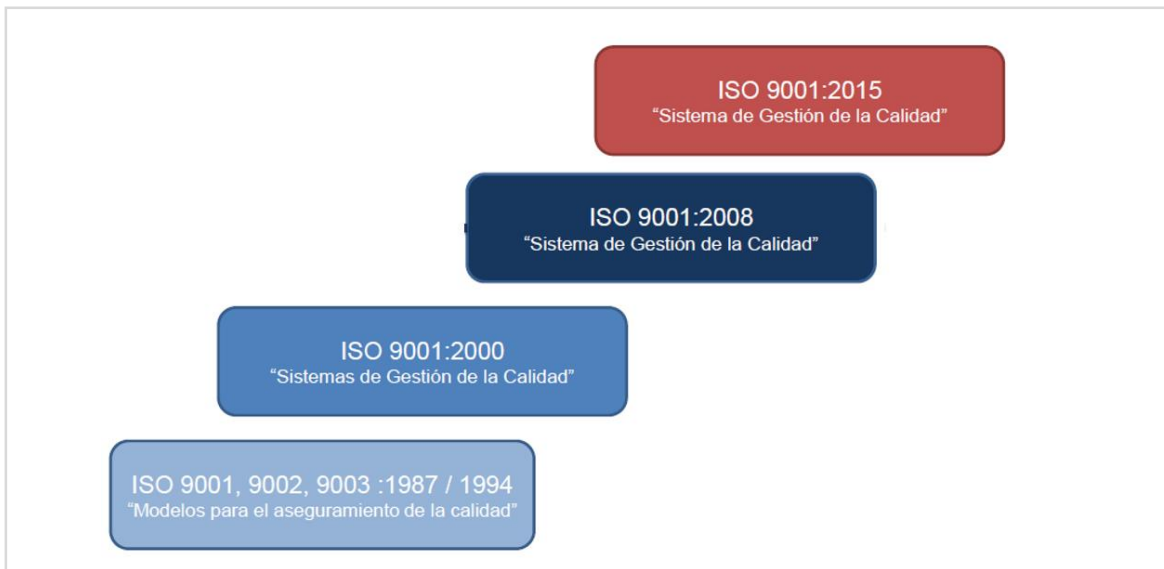 ISO 9001:2015
“Sistema de Gestión de la Calidad”
ISO 9001:2008
“Sistema de Gestión de la Calidad”
ISO 9001:2000
“Sistemas de Gestión de la Calidad”
ISO 9001, 9002, 9003 :1987 / 1994
“Modelos para el aseguramiento de la calidad”